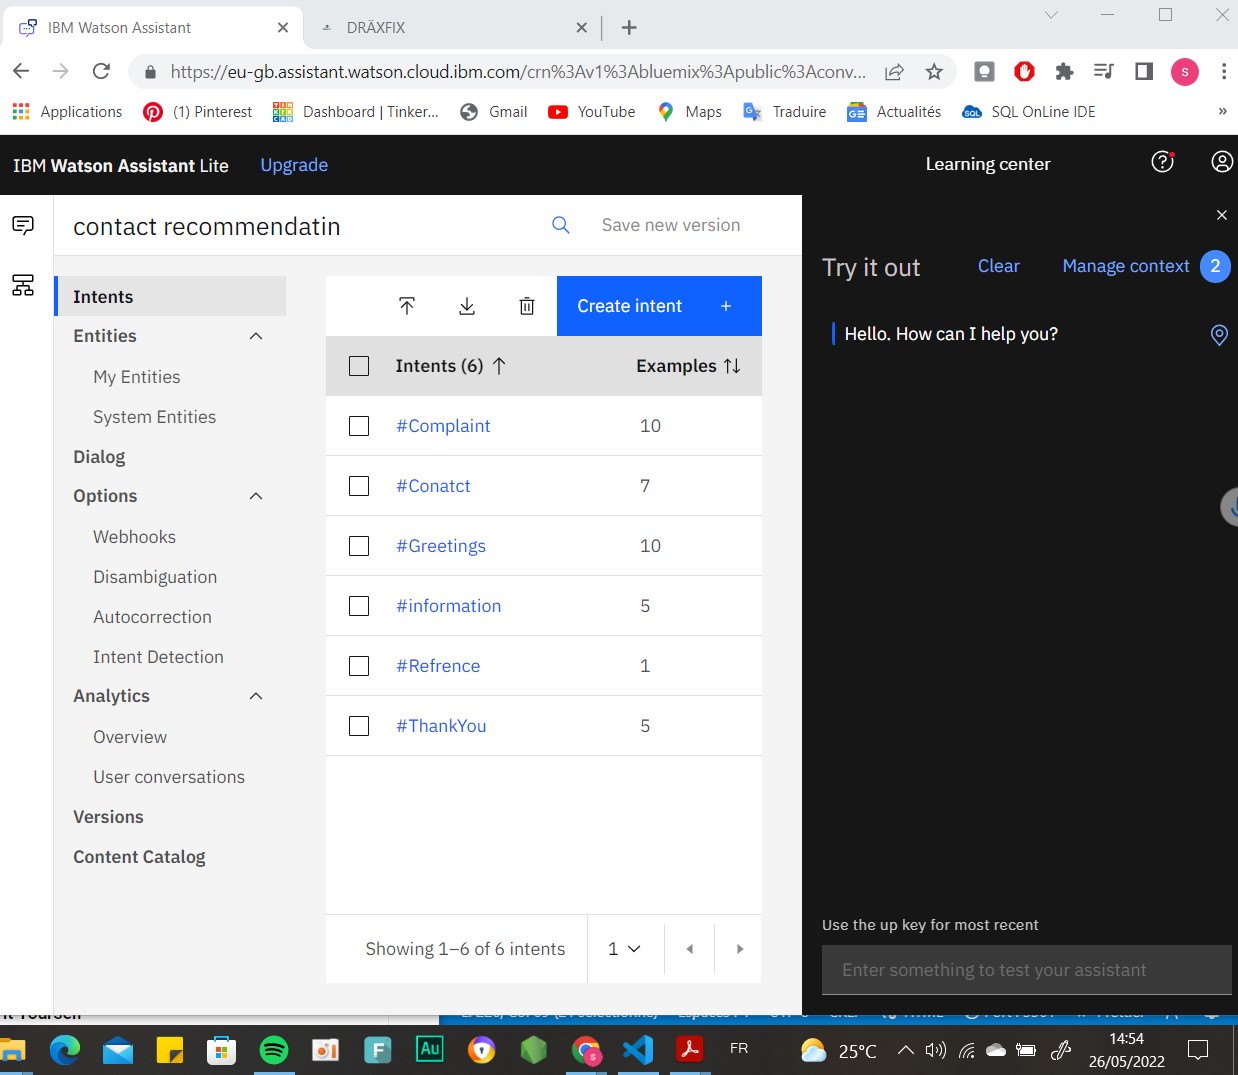 IBM Watson Assistant
DRÄXFIX
https://eu-gb.assistant.watson.cloud.ibm.com/crn%3Av1%3Abluemix%3Apublic%3Aconv...
S
Applications
(1) Pinterest
Dashboard | Tinker...
Gmail
YouTube
Maps
Traduire
Actualités
SQL OnLine IDE
»
IBM Watson Assistant Lite
Upgrade
Learning center
contact recommendatin
Save new version
Intents
Entities
My Entities
System Entities
Dialog
Options
Webhooks
Disambiguation
Autocorrection
Intent Detection
Analytics
Overview
User conversations
Versions
Content Catalog
Create intent +
Intents (6)
Examples
#Complaint 10
#Conatct 7
#Greetings 10
#information 5
#Refrence 1
#ThankYou 5
Showing 1–6 of 6 intents
1
Try it out
Clear
Manage context 2
Hello. How can I help you?
Use the up key for most recent
Enter something to test your assistant
Au
FR
25°C
14:54
26/05/2022